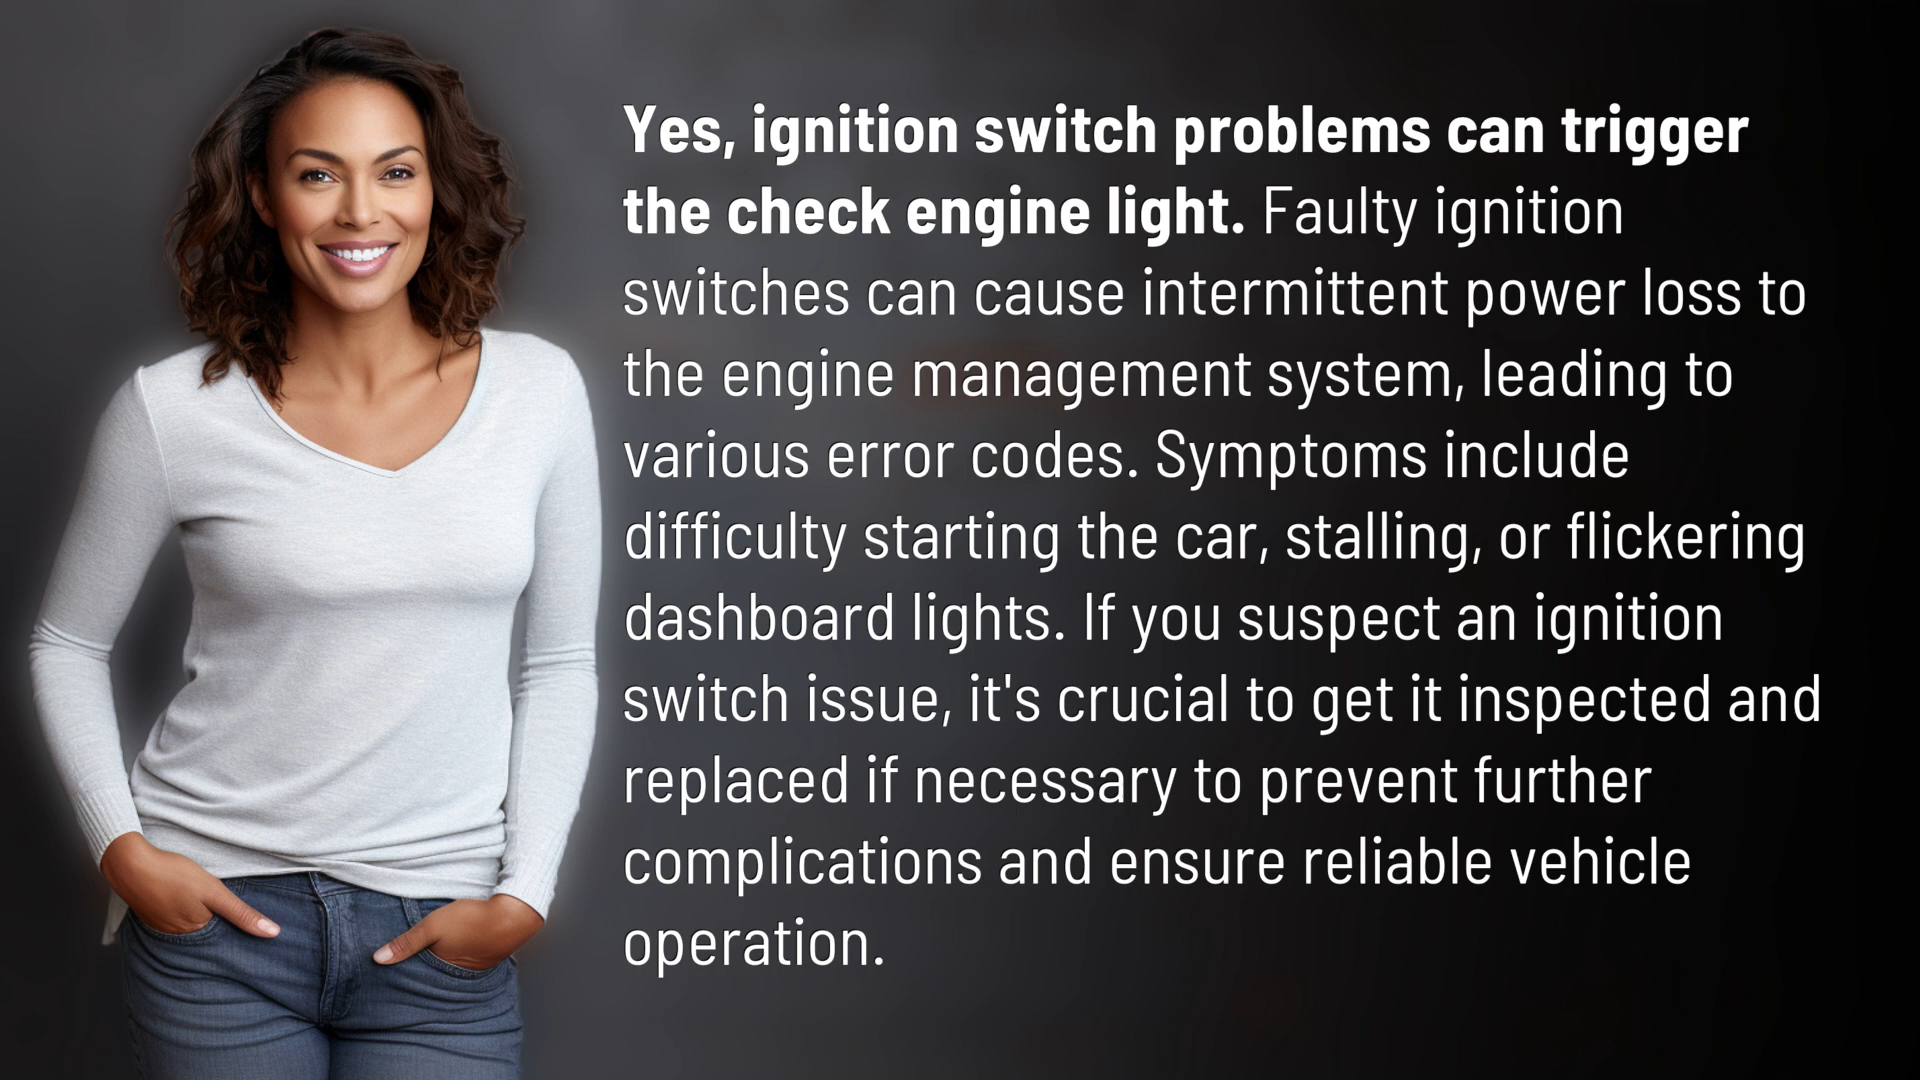 Yes, ignition switch problems can trigger
the check engine light. Faulty ignition
switches can cause intermittent power loss to
the engine management system, leading to
various error codes. Symptoms include
difficulty starting the car, stalling, or flickering
dashboard lights. If you suspect an ignition
switch issue, it's crucial to get it inspected and
replaced if necessary to prevent further
complications and ensure reliable vehicle
operation.